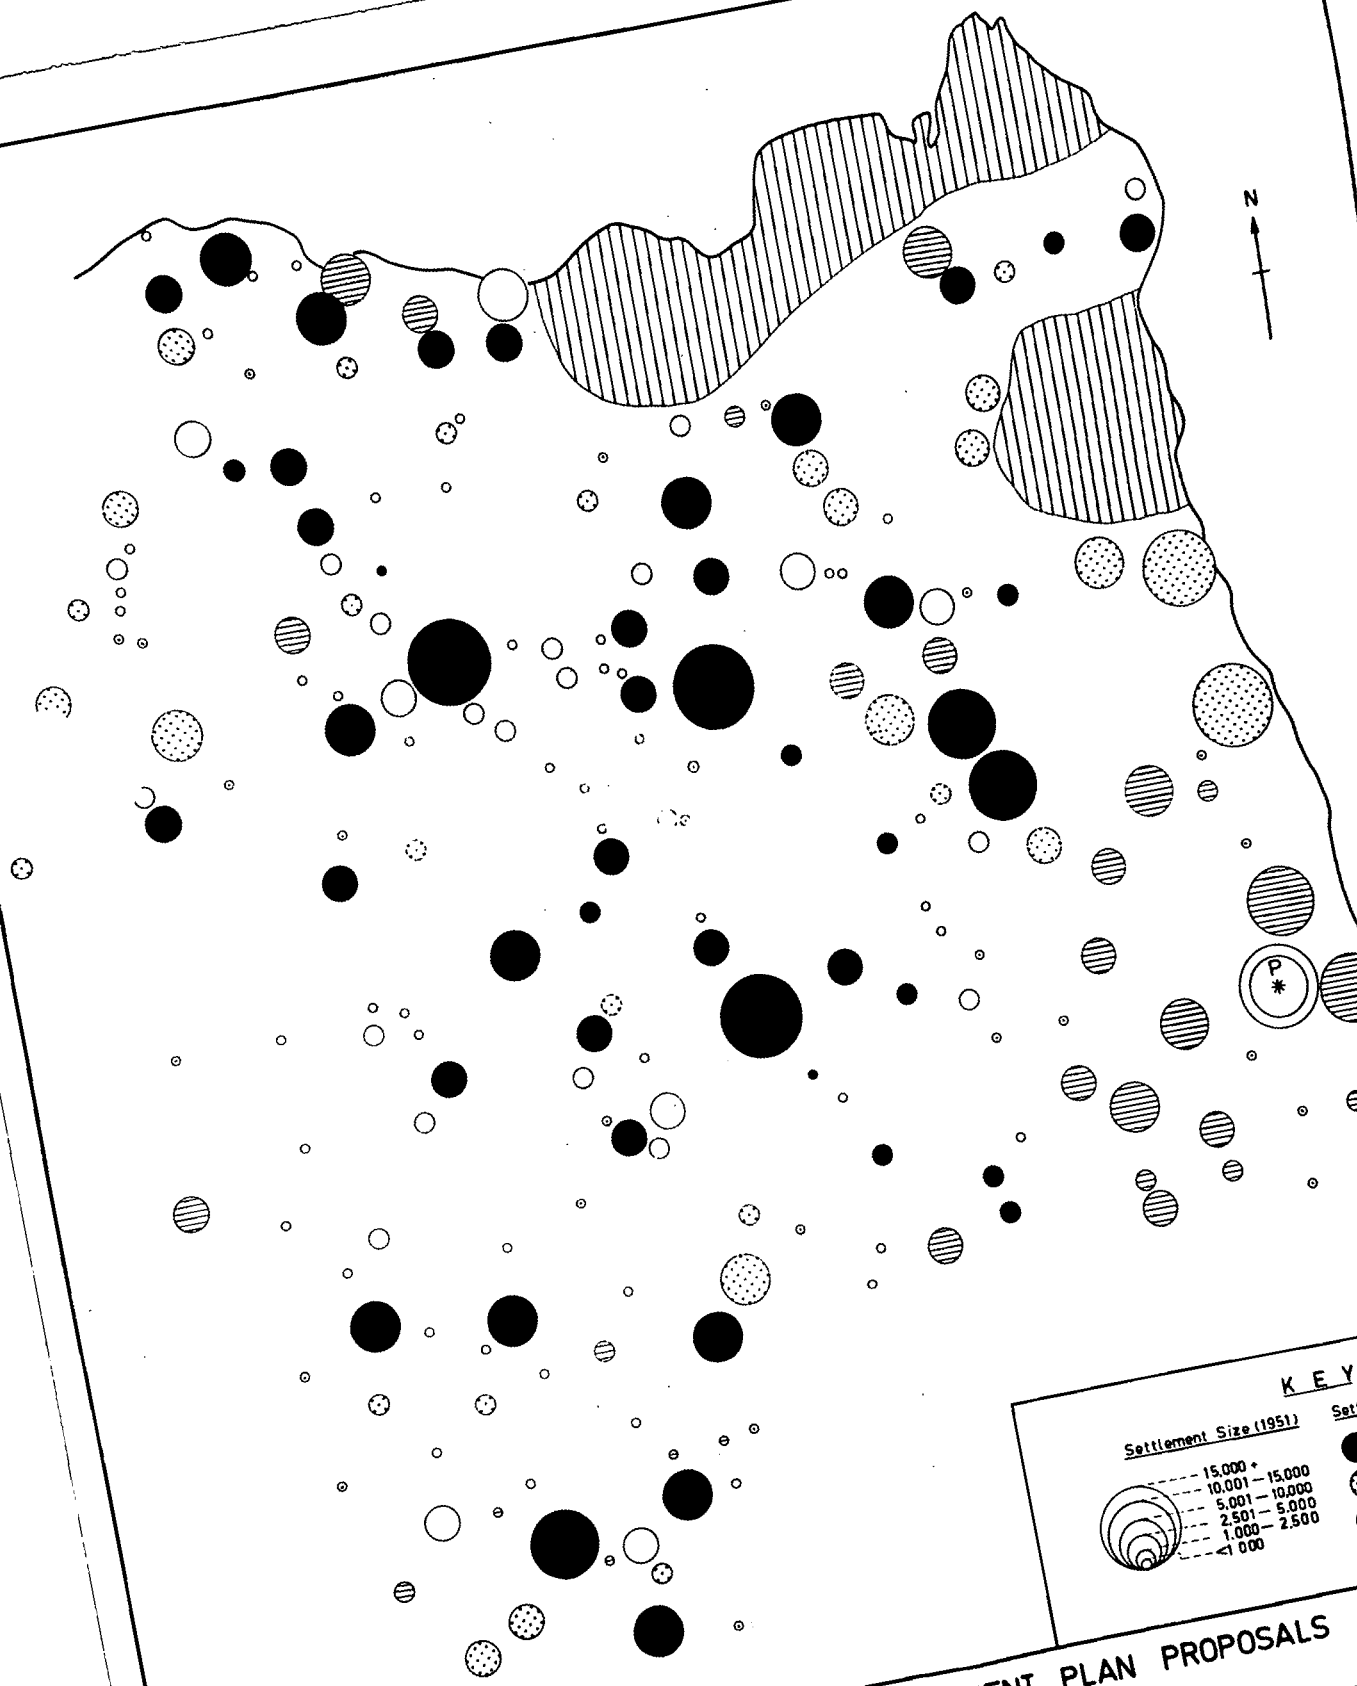 N
P
K E Y
Settlement Size (1951)
15,000 +
10,001 — 15,000
5,001 — 10,000
2,501 — 5,000
1,000 — 2,500
<1 000
PLAN PROPOSALS